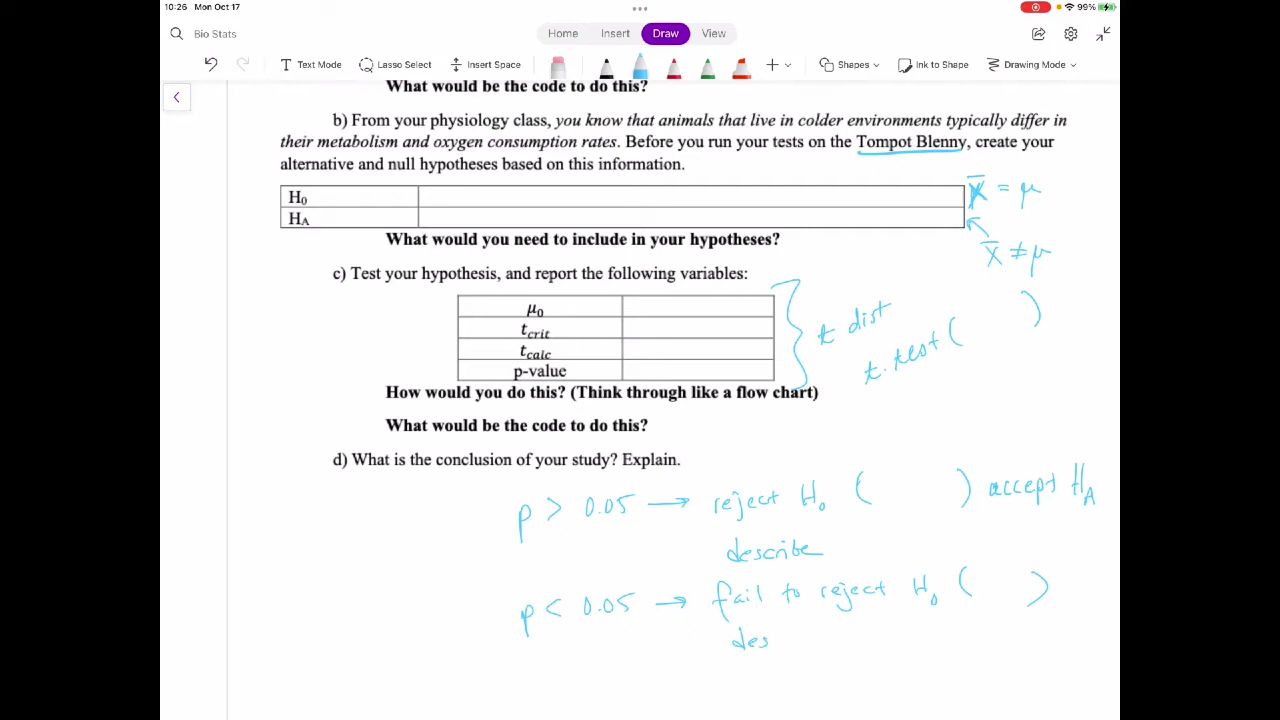 10:26 Mon Oct 17
99%
Bio Stats
Home Insert Draw View
Text Mode Lasso Select Insert Space Shapes Ink to Shape Drawing Mode
What would be the code to do this?
b) From your physiology class, you know that animals that live in colder environments typically differ in
their metabolism and oxygen consumption rates. Before you run your tests on the Tompot Blenny, create your
alternative and null hypotheses based on this information.
H0
HA
x̄ = μ
x̄ ≠ μ
What would you need to include in your hypotheses?
c) Test your hypothesis, and report the following variables:
μ0
tcrit
tcalc
p-value
t dist
t.test( )
How would you do this? (Think through like a flow chart)
What would be the code to do this?
d) What is the conclusion of your study? Explain.
p > 0.05 → reject H0 ( ) accept HA
describe
p < 0.05 → fail to reject H0 ( )
des